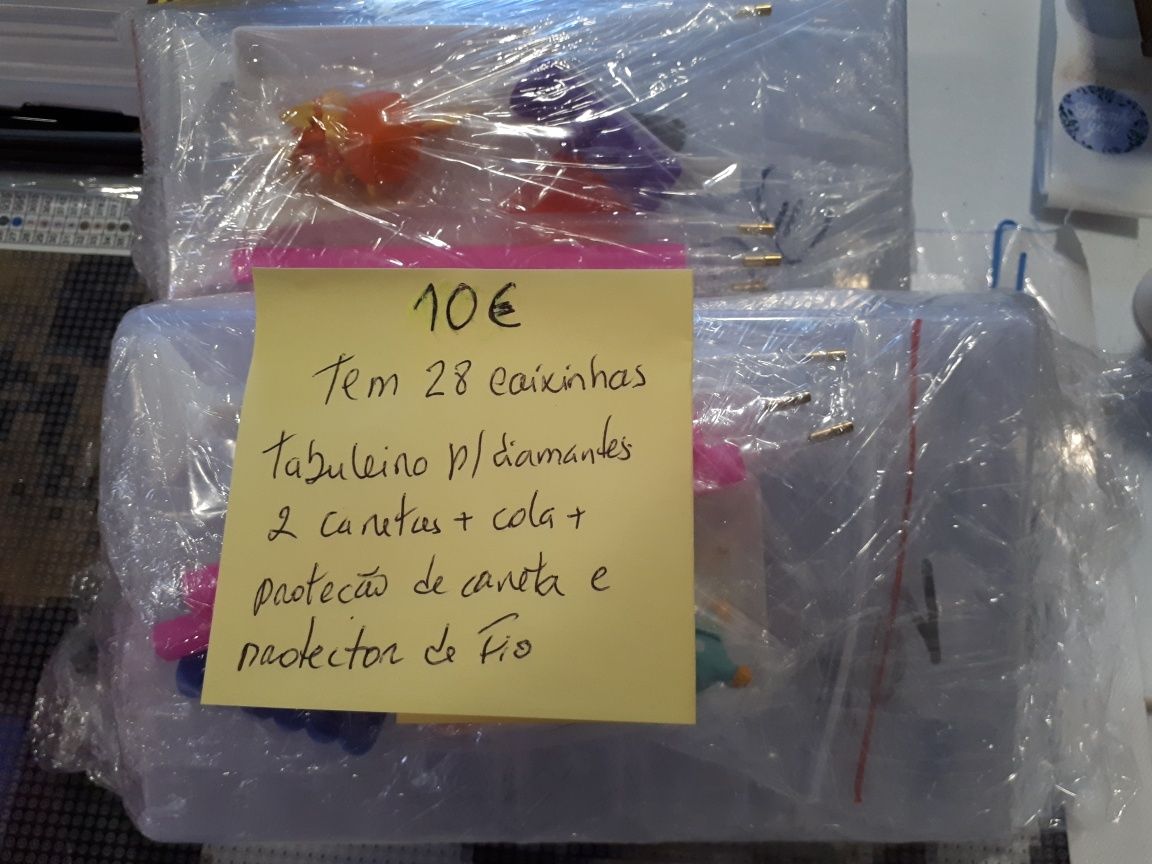 10€
Tem 28 caixinhas
Tabuleiro p/diamantes
2 canetas + cola +
proteção de caneta e
protector de Fio